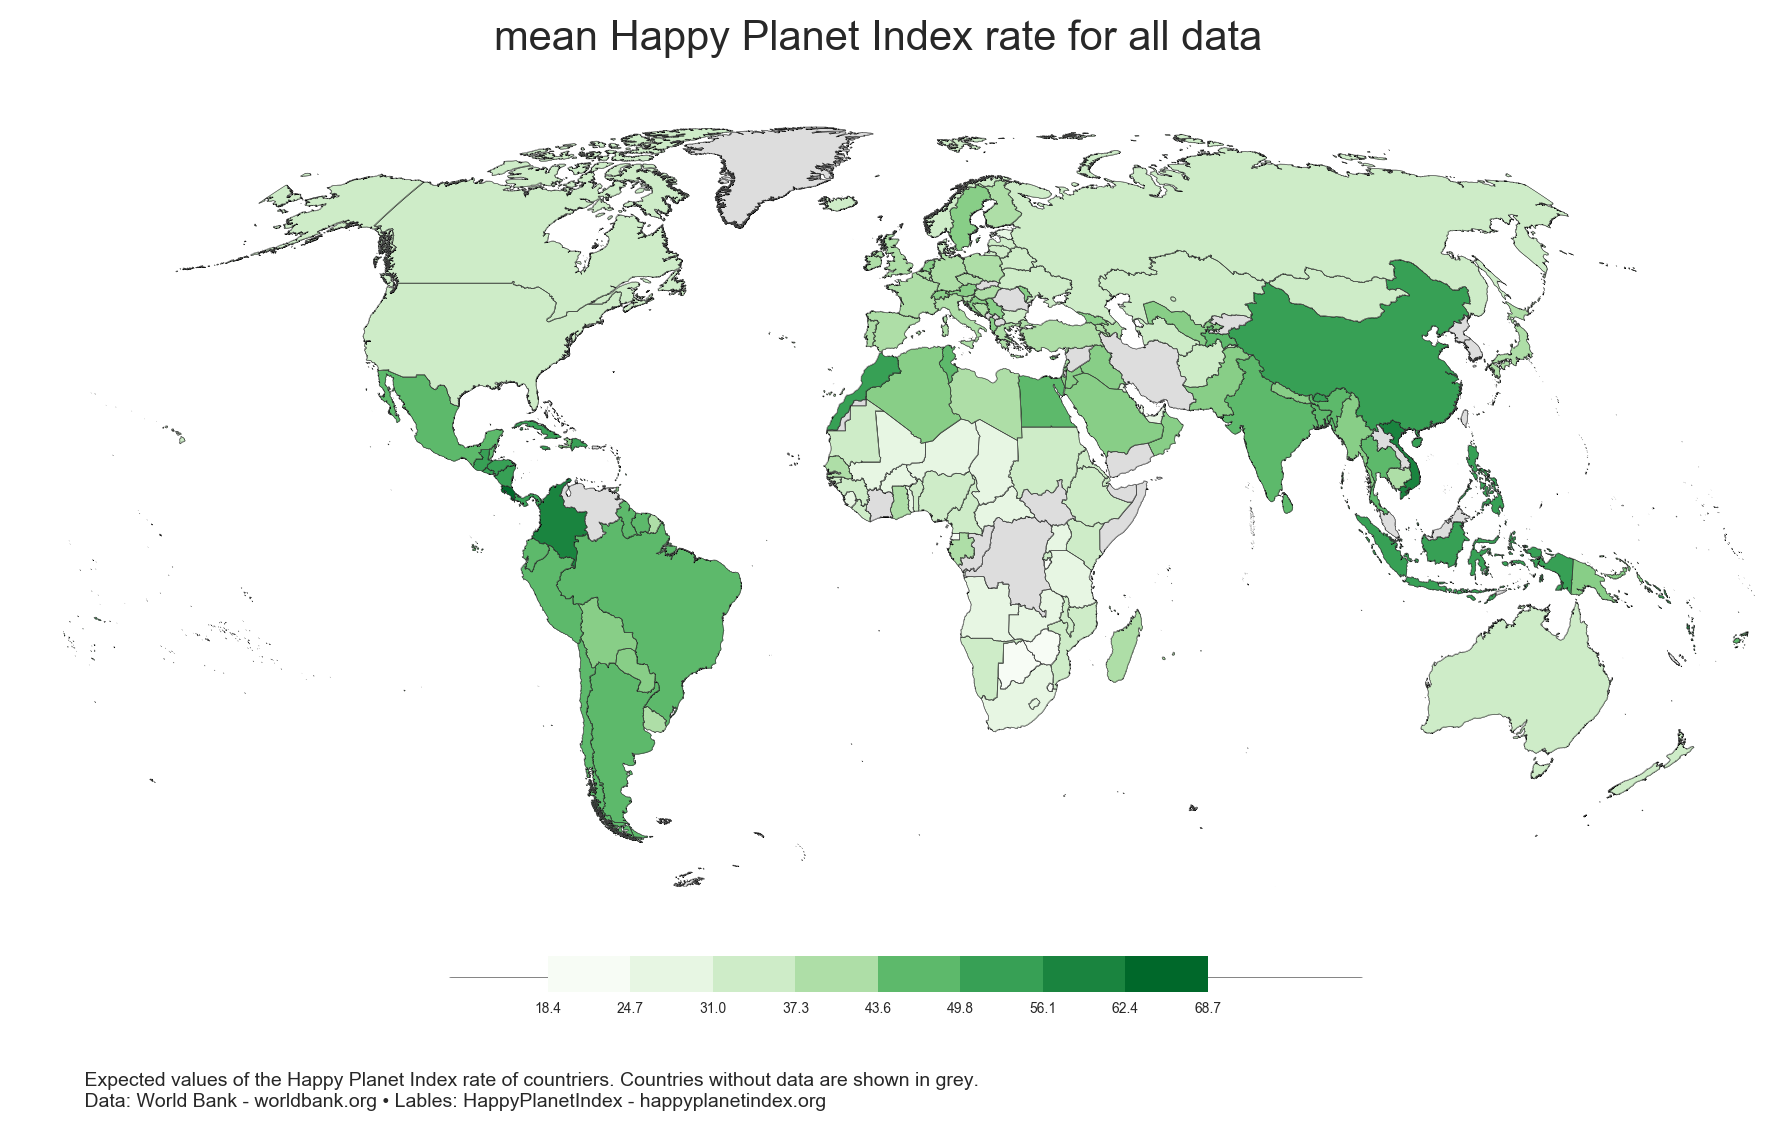 mean Happy Planet Index rate for all data
18.4 24.7 31.0 37.3 43.6 49.8 56.1 62.4 68.7
Expected values of the Happy Planet Index rate of countriers. Countries without data are shown in grey.
Data: World Bank - worldbank.org • Lables: HappyPlanetIndex - happyplanetindex.org